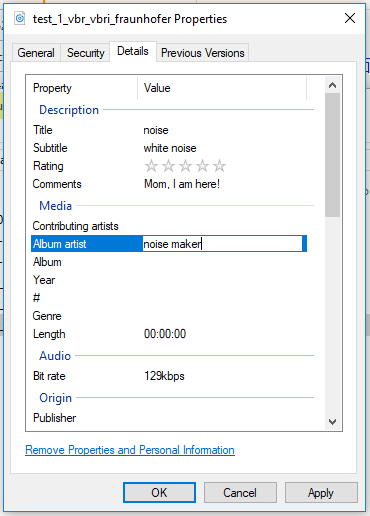 test_1_vbr_vbri_fraunhofer Properties
General Security Details Previous Versions
Property Value
Description
Title noise
Subtitle white noise
Rating
Comments Mom, I am here!
Media
Contributing artists
Album artist noise maker
Album
Year
#
Genre
Length 00:00:00
Audio
Bit rate 129kbps
Origin
Publisher
Remove Properties and Personal Information
OK Cancel Apply